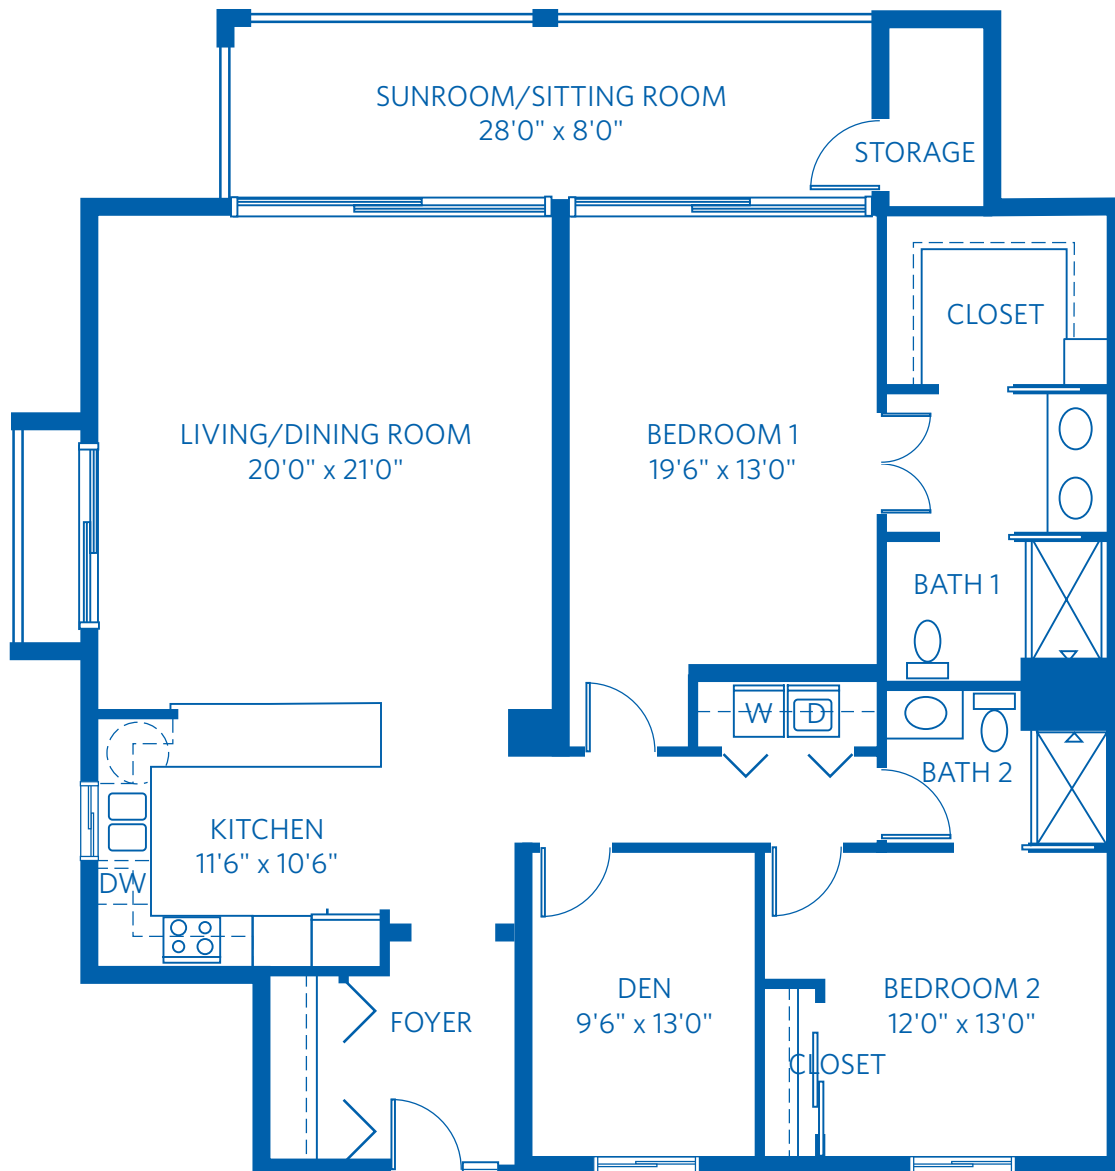 SUNROOM/SITTING ROOM
28'0" x 8'0"
STORAGE
CLOSET
LIVING/DINING ROOM
20'0" x 21'0"
BEDROOM 1
19'6" x 13'0"
BATH 1
W
D
BATH 2
KITCHEN
11'6" x 10'6"
DW
DEN
9'6" x 13'0"
BEDROOM 2
12'0" x 13'0"
FOYER
CLOSET